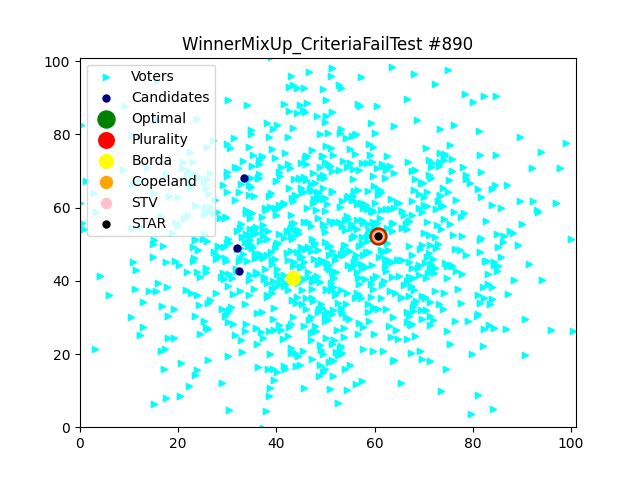 WinnerMixUp_CriteriaFailTest #890
100
80
60
40
20
0
Voters
Candidates
Optimal
Plurality
Borda
Copeland
STV
STAR
0 20 40 60 80 100